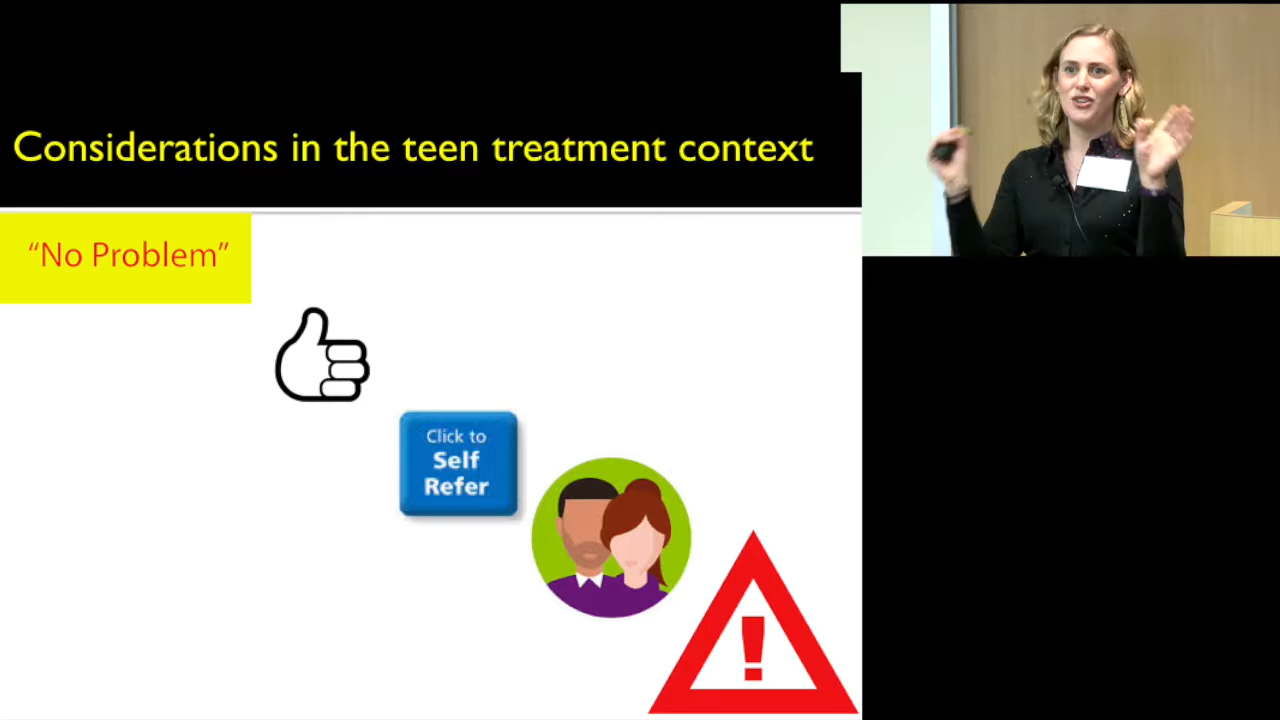 Considerations in the teen treatment context
“No Problem”
Click to
Self
Refer
!